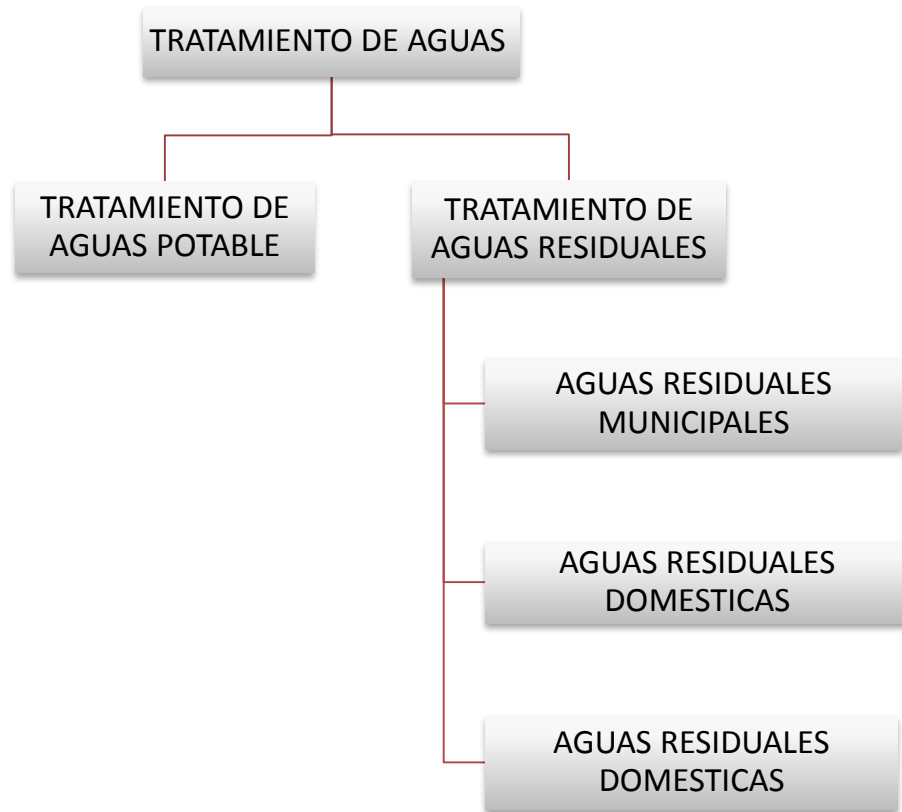 TRATAMIENTO DE AGUAS
TRATAMIENTO DE
AGUAS POTABLE
TRATAMIENTO DE
AGUAS RESIDUALES
AGUAS RESIDUALES
MUNICIPALES
AGUAS RESIDUALES
DOMESTICAS
AGUAS RESIDUALES
DOMESTICAS